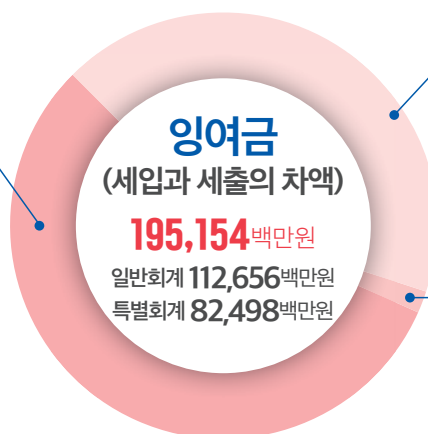 잉여금
(세입과 세출의 차액)
195,154백만원
일반회계 112,656백만원
특별회계 82,498백만원